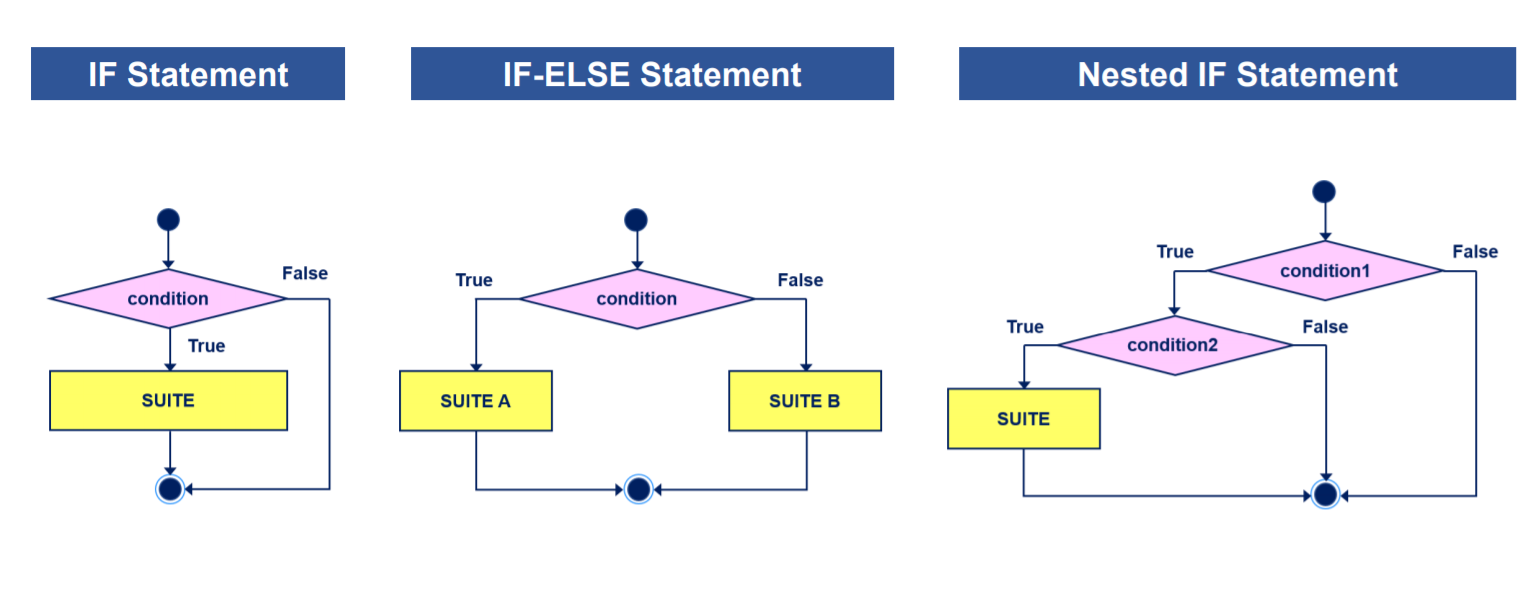 IF Statement
False
condition
True
SUITE
IF-ELSE Statement
True
False
condition
SUITE A
SUITE B
Nested IF Statement
True
False
condition1
True
False
condition2
SUITE